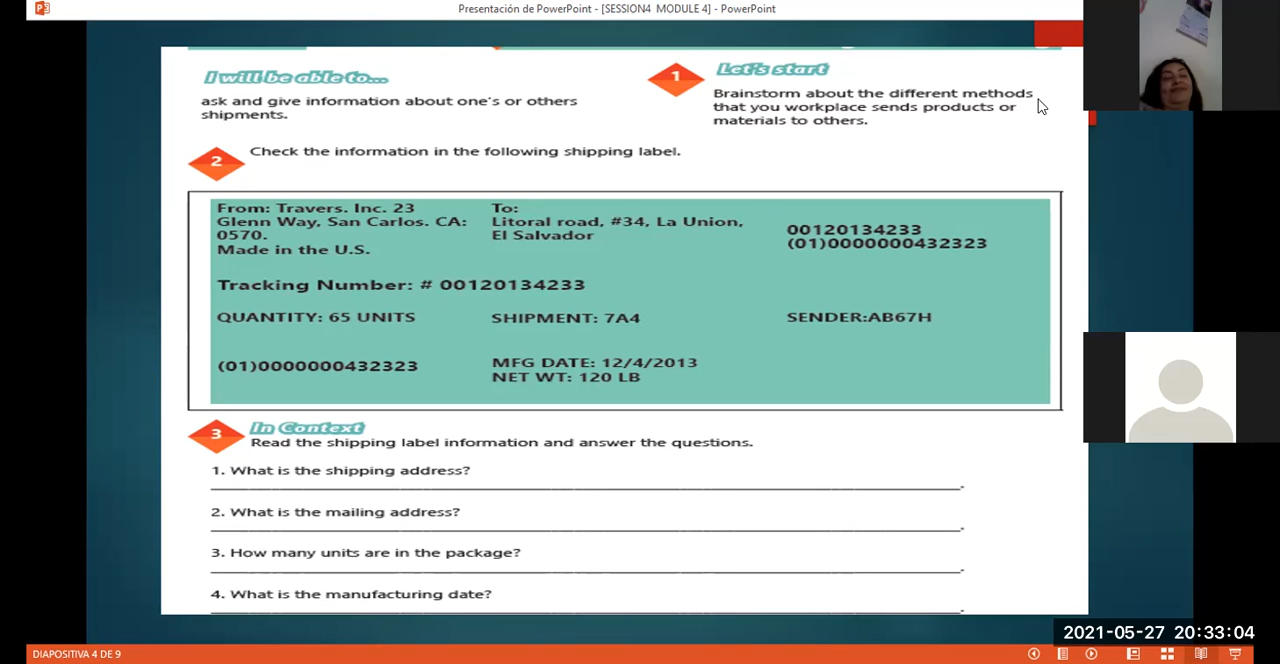 Presentación de PowerPoint - [SESSION4 MODULE 4] - PowerPoint
I will be able to...
ask and give information about one's or others
shipments.
1
Let's start
Brainstorm about the different methods
that you workplace sends products or
materials to others.
2
Check the information in the following shipping label.
From: Travers. Inc. 23
Glenn Way, San Carlos. CA:
0570.
Made in the U.S.
To:
Litoral road, #34, La Union,
El Salvador
00120134233
(01)0000000432323
Tracking Number: # 00120134233
QUANTITY: 65 UNITS
SHIPMENT: 7A4
SENDER:AB67H
(01)0000000432323
MFG DATE: 12/4/2013
NET WT: 120 LB
3
In Context
Read the shipping label information and answer the questions.
1. What is the shipping address?
2. What is the mailing address?
3. How many units are in the package?
4. What is the manufacturing date?
2021-05-27 20:33:04
DIAPOSITIVA 4 DE 9